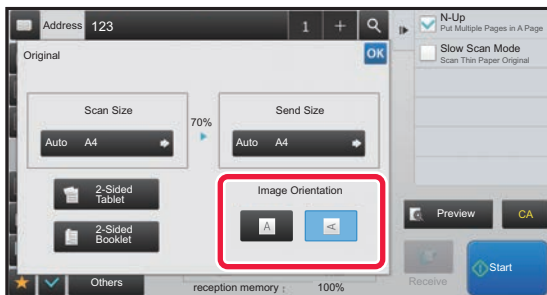 Address 123 1 +
N-Up
Put Multiple Pages in A Page
Original OK
Slow Scan Mode
Scan Thin Paper Original
Scan Size
70%
Send Size
Auto A4
Auto A4
2-Sided
Tablet
Image Orientation
A A
2-Sided
Booklet
Preview
CA
Others
reception memory : 100%
Receive
Start